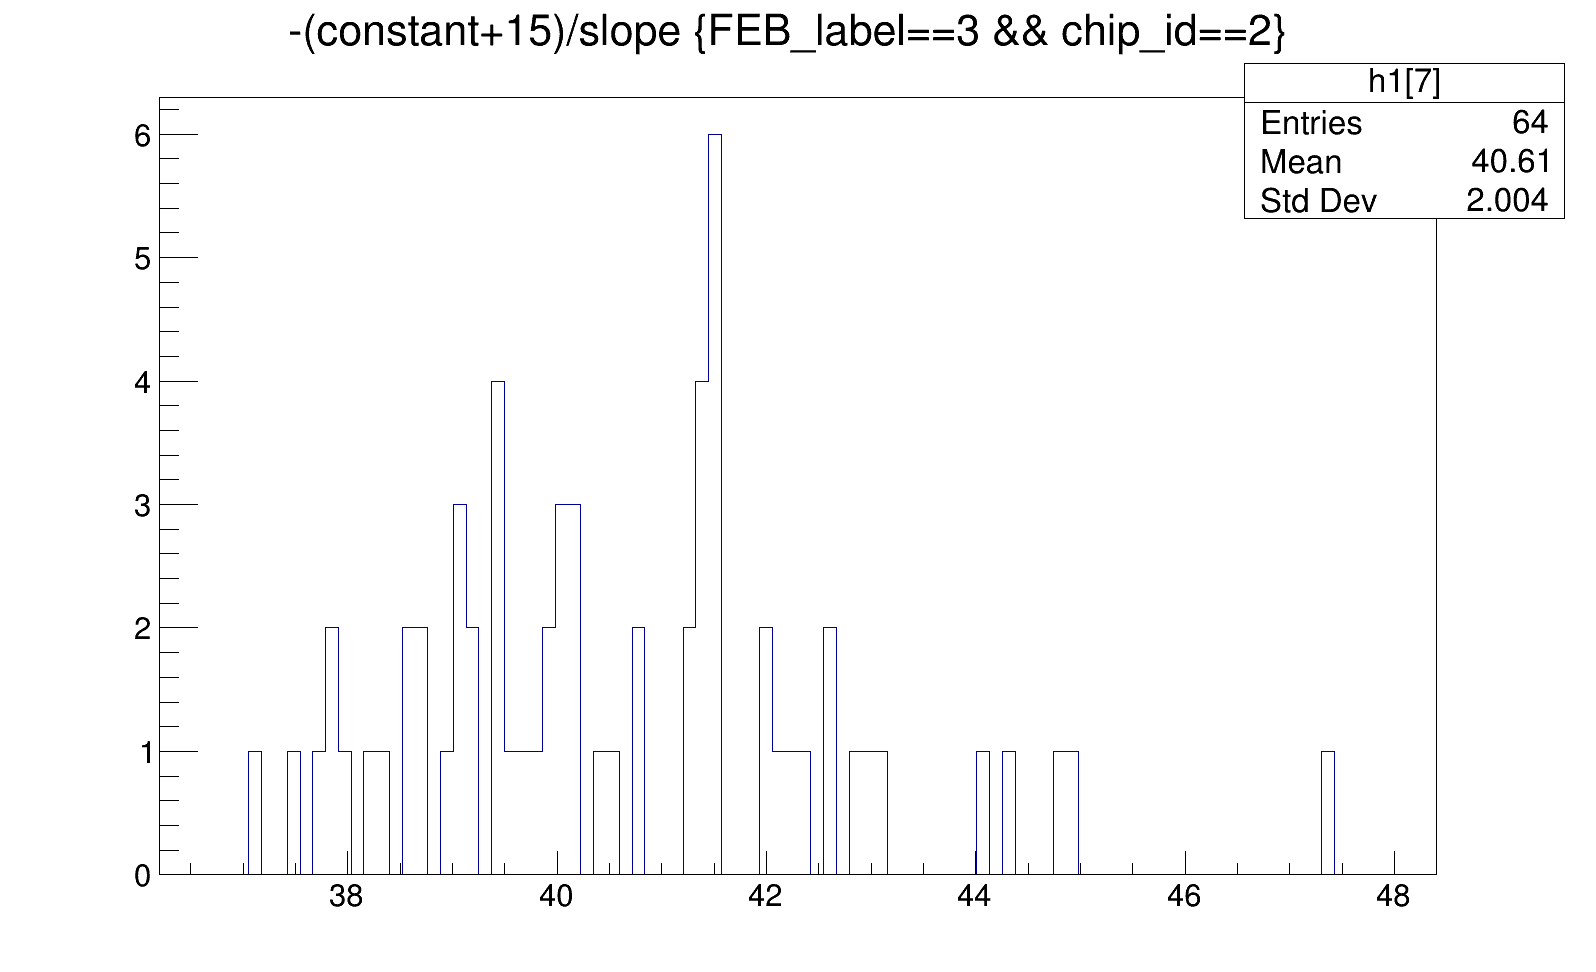 -(constant+15)/slope {FEB_label==3 && chip_id==2}
h1[7]
Entries 64
Mean 40.61
Std Dev 2.004
6
5
4
3
2
1
0
38 40 42 44 46 48